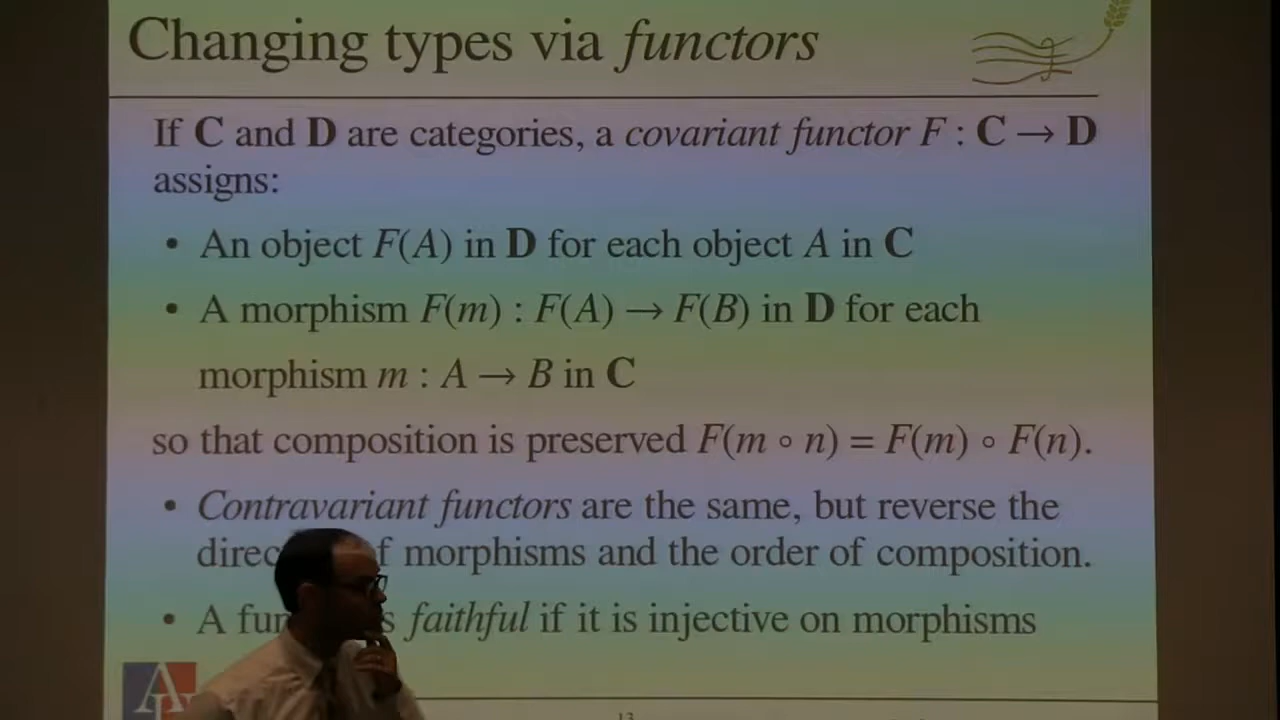 Changing types via functors
If C and D are categories, a covariant functor F : C → D
assigns:
• An object F(A) in D for each object A in C
• A morphism F(m) : F(A) → F(B) in D for each
morphism m : A → B in C
so that composition is preserved F(m ∘ n) = F(m) ∘ F(n).
• Contravariant functors are the same, but reverse the
direc f morphisms and the order of composition.
• A fun s faithful if it is injective on morphisms
13